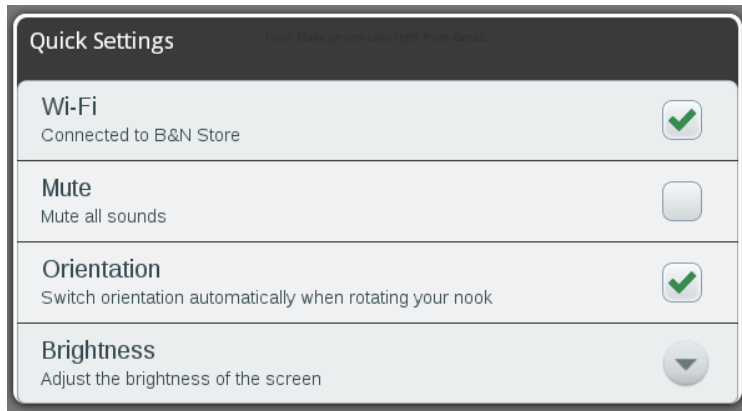 Quick Settings
New! Make phone calls right from Gmail.
Wi-Fi
Connected to B&N Store
Mute
Mute all sounds
Orientation
Switch orientation automatically when rotating your nook
Brightness
Adjust the brightness of the screen